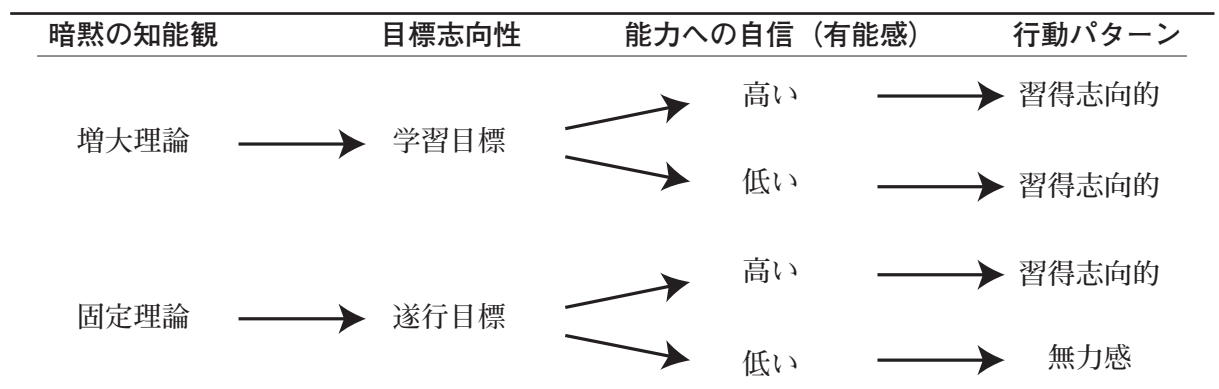 暗黙の知能観 目標志向性 能力への自信（有能感） 行動パターン
高い 習得志向的
増大理論 学習目標
低い 習得志向的
高い 習得志向的
固定理論 遂行目標
低い 無力感